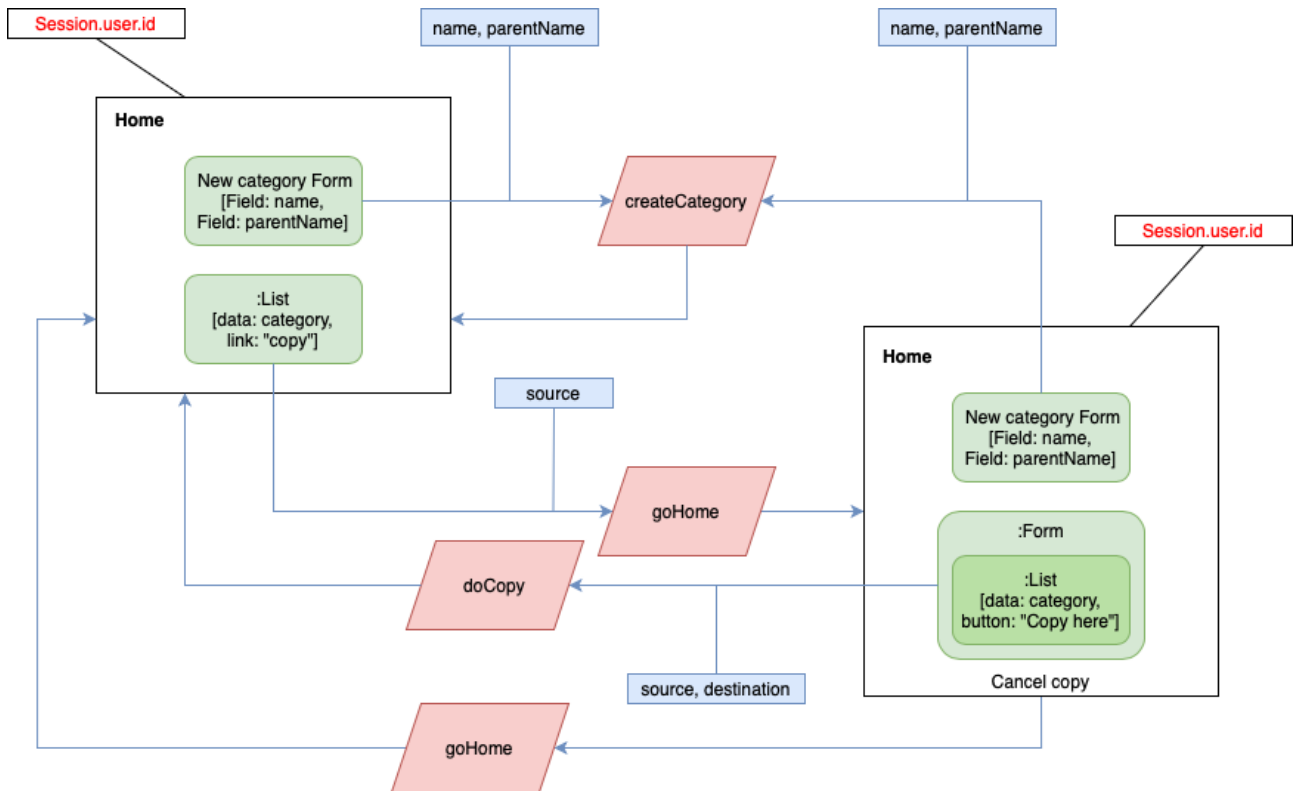 Session.user.id
name, parentName
name, parentName
Home
New category Form
[Field: name,
Field: parentName]
createCategory
Session.user.id
:List
[data: category,
link: "copy"]
Home
source
New category Form
[Field: name,
Field: parentName]
goHome
:Form
doCopy
:List
[data: category,
button: "Copy here"]
source, destination
Cancel copy
goHome